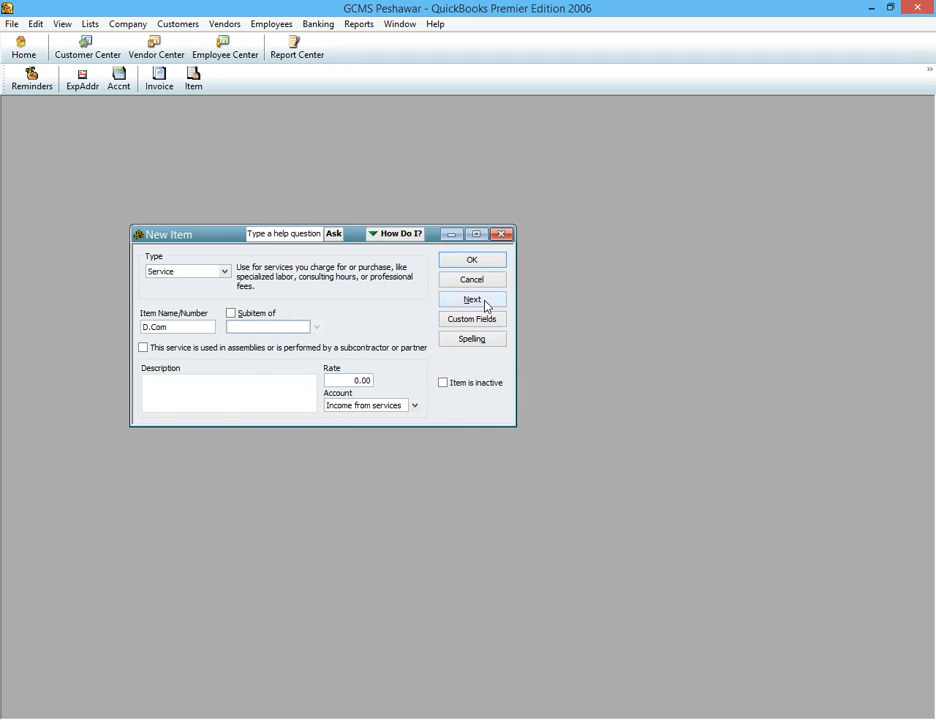 GCMS Peshawar - QuickBooks Premier Edition 2006
File Edit View Lists Company Customers Vendors Employees Banking Reports Window Help
Home Customer Center Vendor Center Employee Center Report Center
Reminders ExpAddr Accnt Invoice Item
New Item Type a help question Ask How Do I?
Type
Service
Use for services you charge for or purchase, like
specialized labor, consulting hours, or professional
fees.
OK
Cancel
Next
Custom Fields
Spelling
Item Name/Number Subitem of
D.Com
This service is used in assemblies or is performed by a subcontractor or partner
Description Rate
0.00
Account
Income from services
Item is inactive